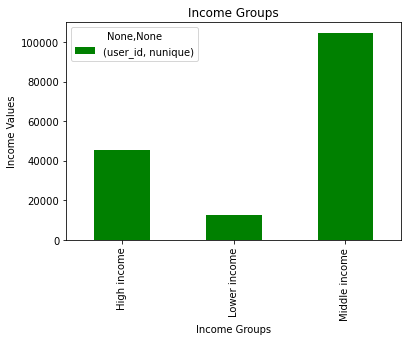 Income Groups
None,None
(user_id, nunique)
Income Values
100000
80000
60000
40000
20000
0
High income
Lower income
Middle income
Income Groups